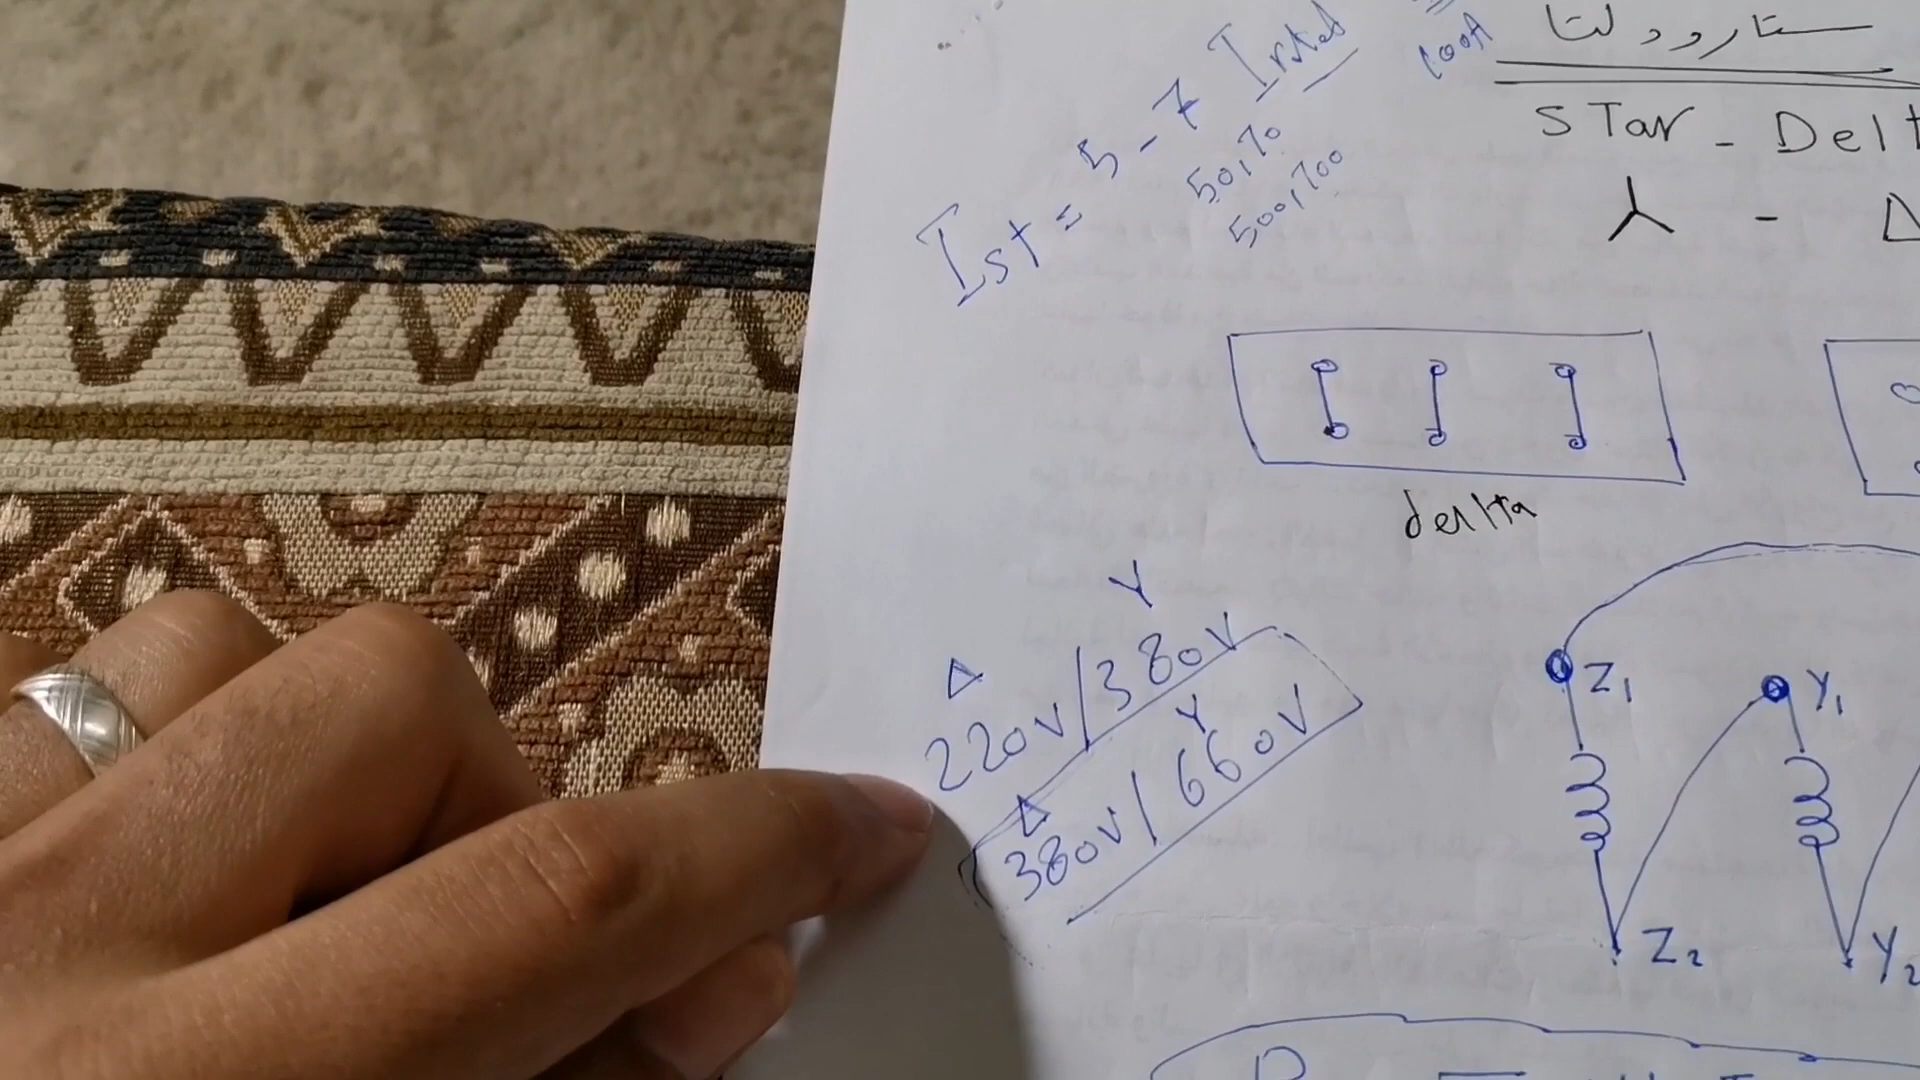 ستار و دلتا
STar - Delt
Y - Δ
100A
Ist = 5 - 7 Irated
50,70
500,700
delta
Δ Y
220V/380V
Δ Y
380V/660V
Z1 Y1
Z2 Y2